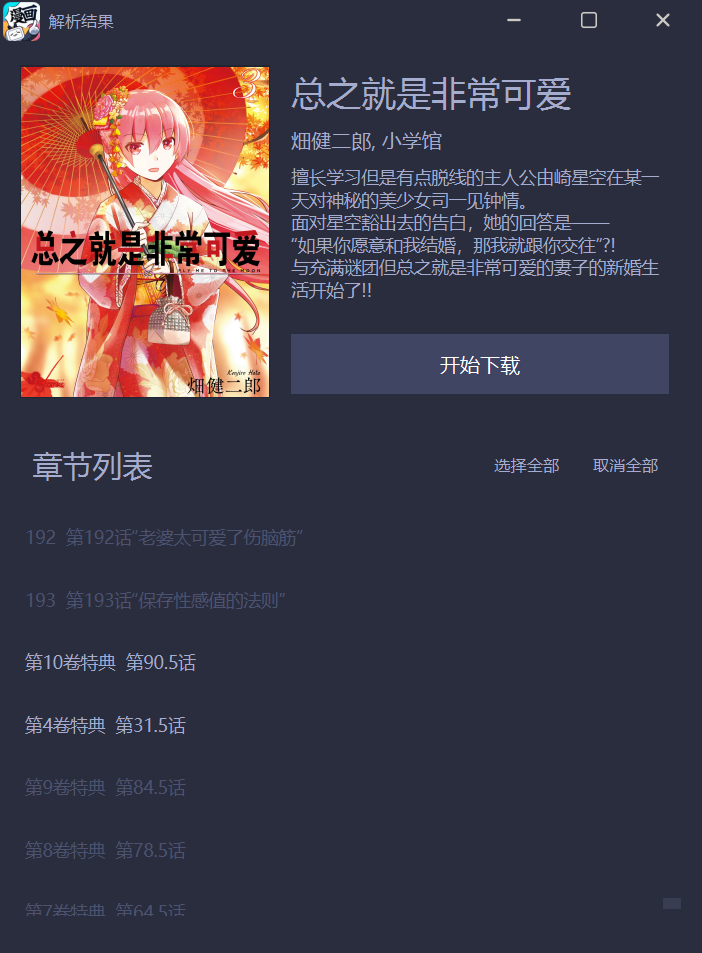 漫画
解析结果
3
总之就是非常可爱
FLY ME TO THE MOON
Kenjiro Hata
畑健二郎
总之就是非常可爱
畑健二郎, 小学馆
擅长学习但是有点脱线的主人公由崎星空在某一
天对神秘的美少女司一见钟情。
面对星空豁出去的告白，她的回答是——
“如果你愿意和我结婚，那我就跟你交往”?!
与充满谜团但总之就是非常可爱的妻子的新婚生
活开始了!!
开始下载
章节列表
选择全部 取消全部
192 第192话“老婆太可爱了伤脑筋”
193 第193话“保存性感值的法则”
第10卷特典 第90.5话
第4卷特典 第31.5话
第9卷特典 第84.5话
第8卷特典 第78.5话
第7卷特典 第64.5话